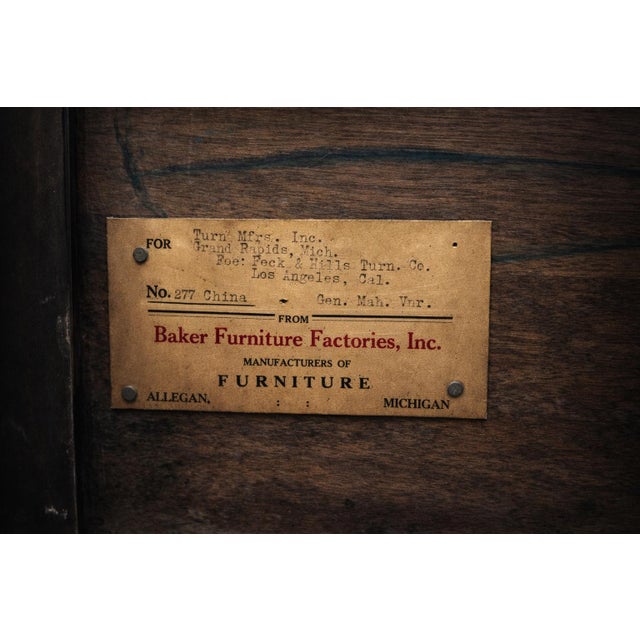 FOR Turn. Mfrs. Inc.
Grand Rapids, Mich.
Foe: Feck & Hills Turn. Co.
Los Angeles, Cal.
No. 277 China - Gen. Mah. Vnr.
FROM
Baker Furniture Factories, Inc.
MANUFACTURERS OF
FURNITURE
ALLEGAN, : : MICHIGAN